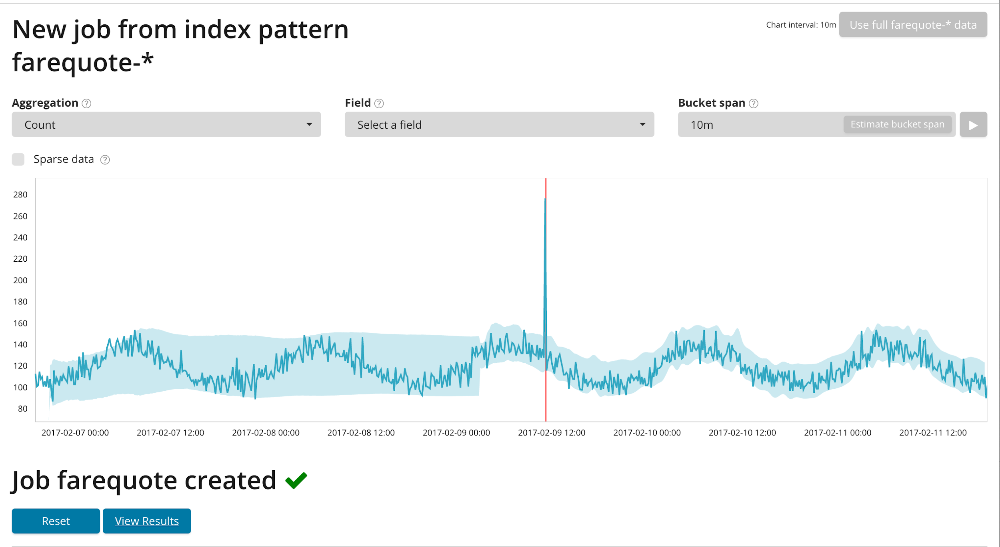 New job from index pattern
farequote-*
Chart interval: 10m
Use full farequote-* data
Aggregation ?
Field ?
Bucket span ?
Count
Select a field
10m
Estimate bucket span
Sparse data ?
280
260
240
220
200
180
160
140
120
100
80
2017-02-07 00:00
2017-02-07 12:00
2017-02-08 00:00
2017-02-08 12:00
2017-02-09 00:00
2017-02-09 12:00
2017-02-10 00:00
2017-02-10 12:00
2017-02-11 00:00
2017-02-11 12:00
Job farequote created
Reset
View Results